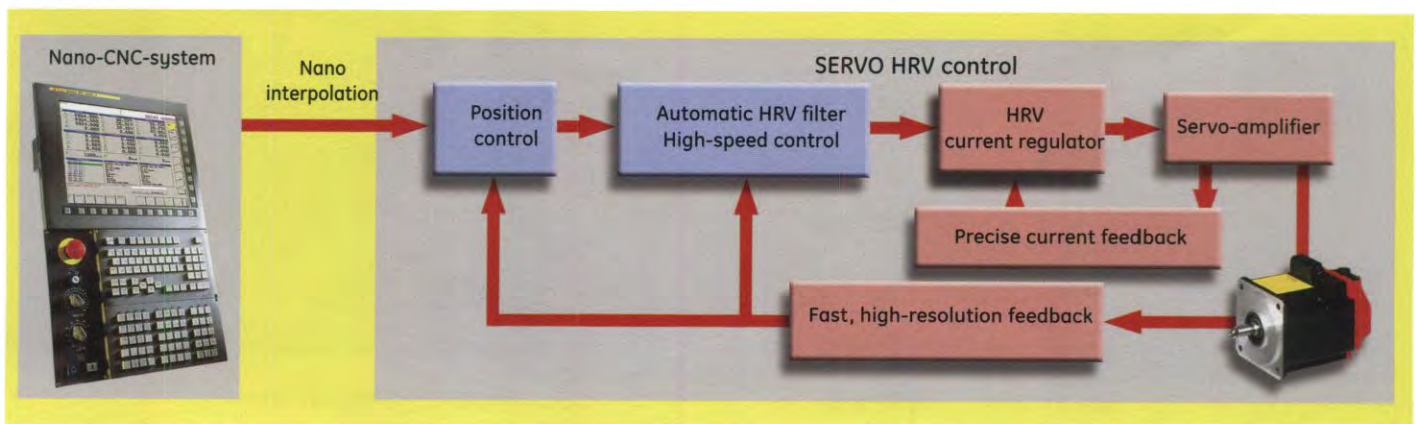 Nano-CNC-system
Nano
interpolation
SERVO HRV control
Position
control
Automatic HRV filter
High-speed control
HRV
current regulator
Servo-amplifier
Precise current feedback
Fast, high-resolution feedback